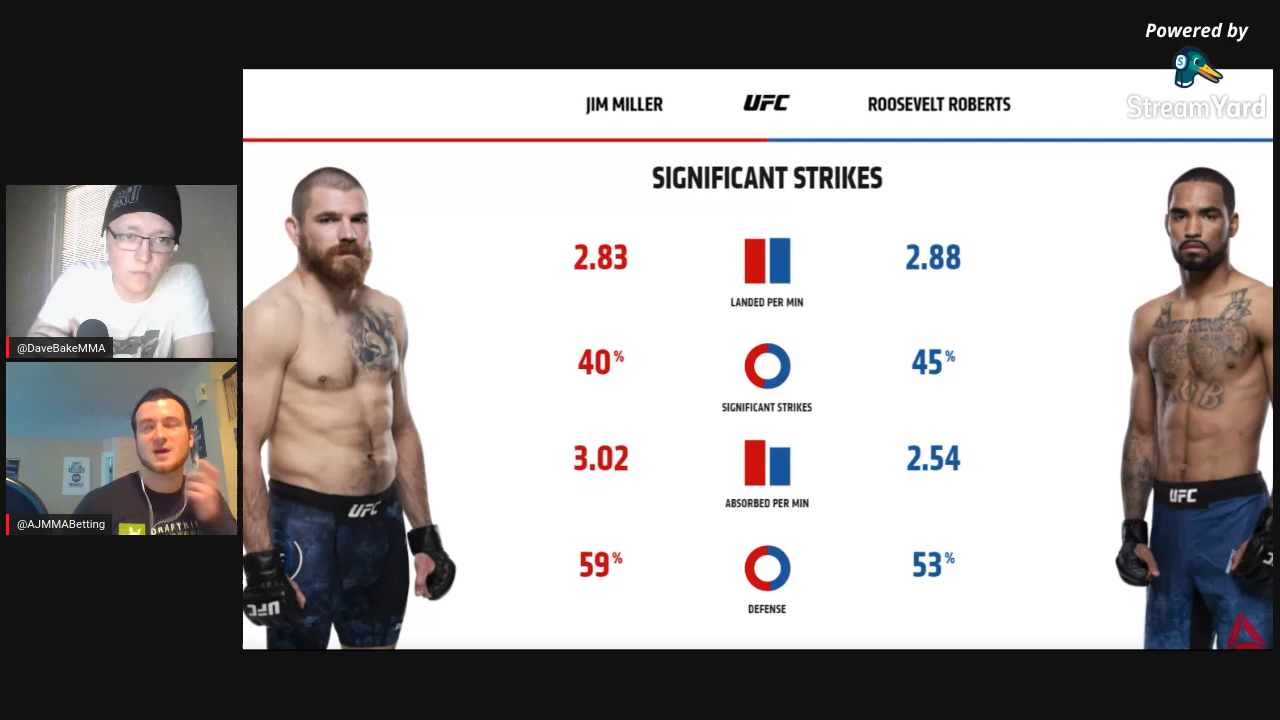 Powered by
StreamYard
JIM MILLER
UFC
ROOSEVELT ROBERTS
SIGNIFICANT STRIKES
2.83
2.88
LANDED PER MIN
40%
45%
SIGNIFICANT STRIKES
3.02
2.54
ABSORBED PER MIN
59%
53%
DEFENSE
UFC
UFC
UFC
@DaveBakeMMA
@AJMMABetting